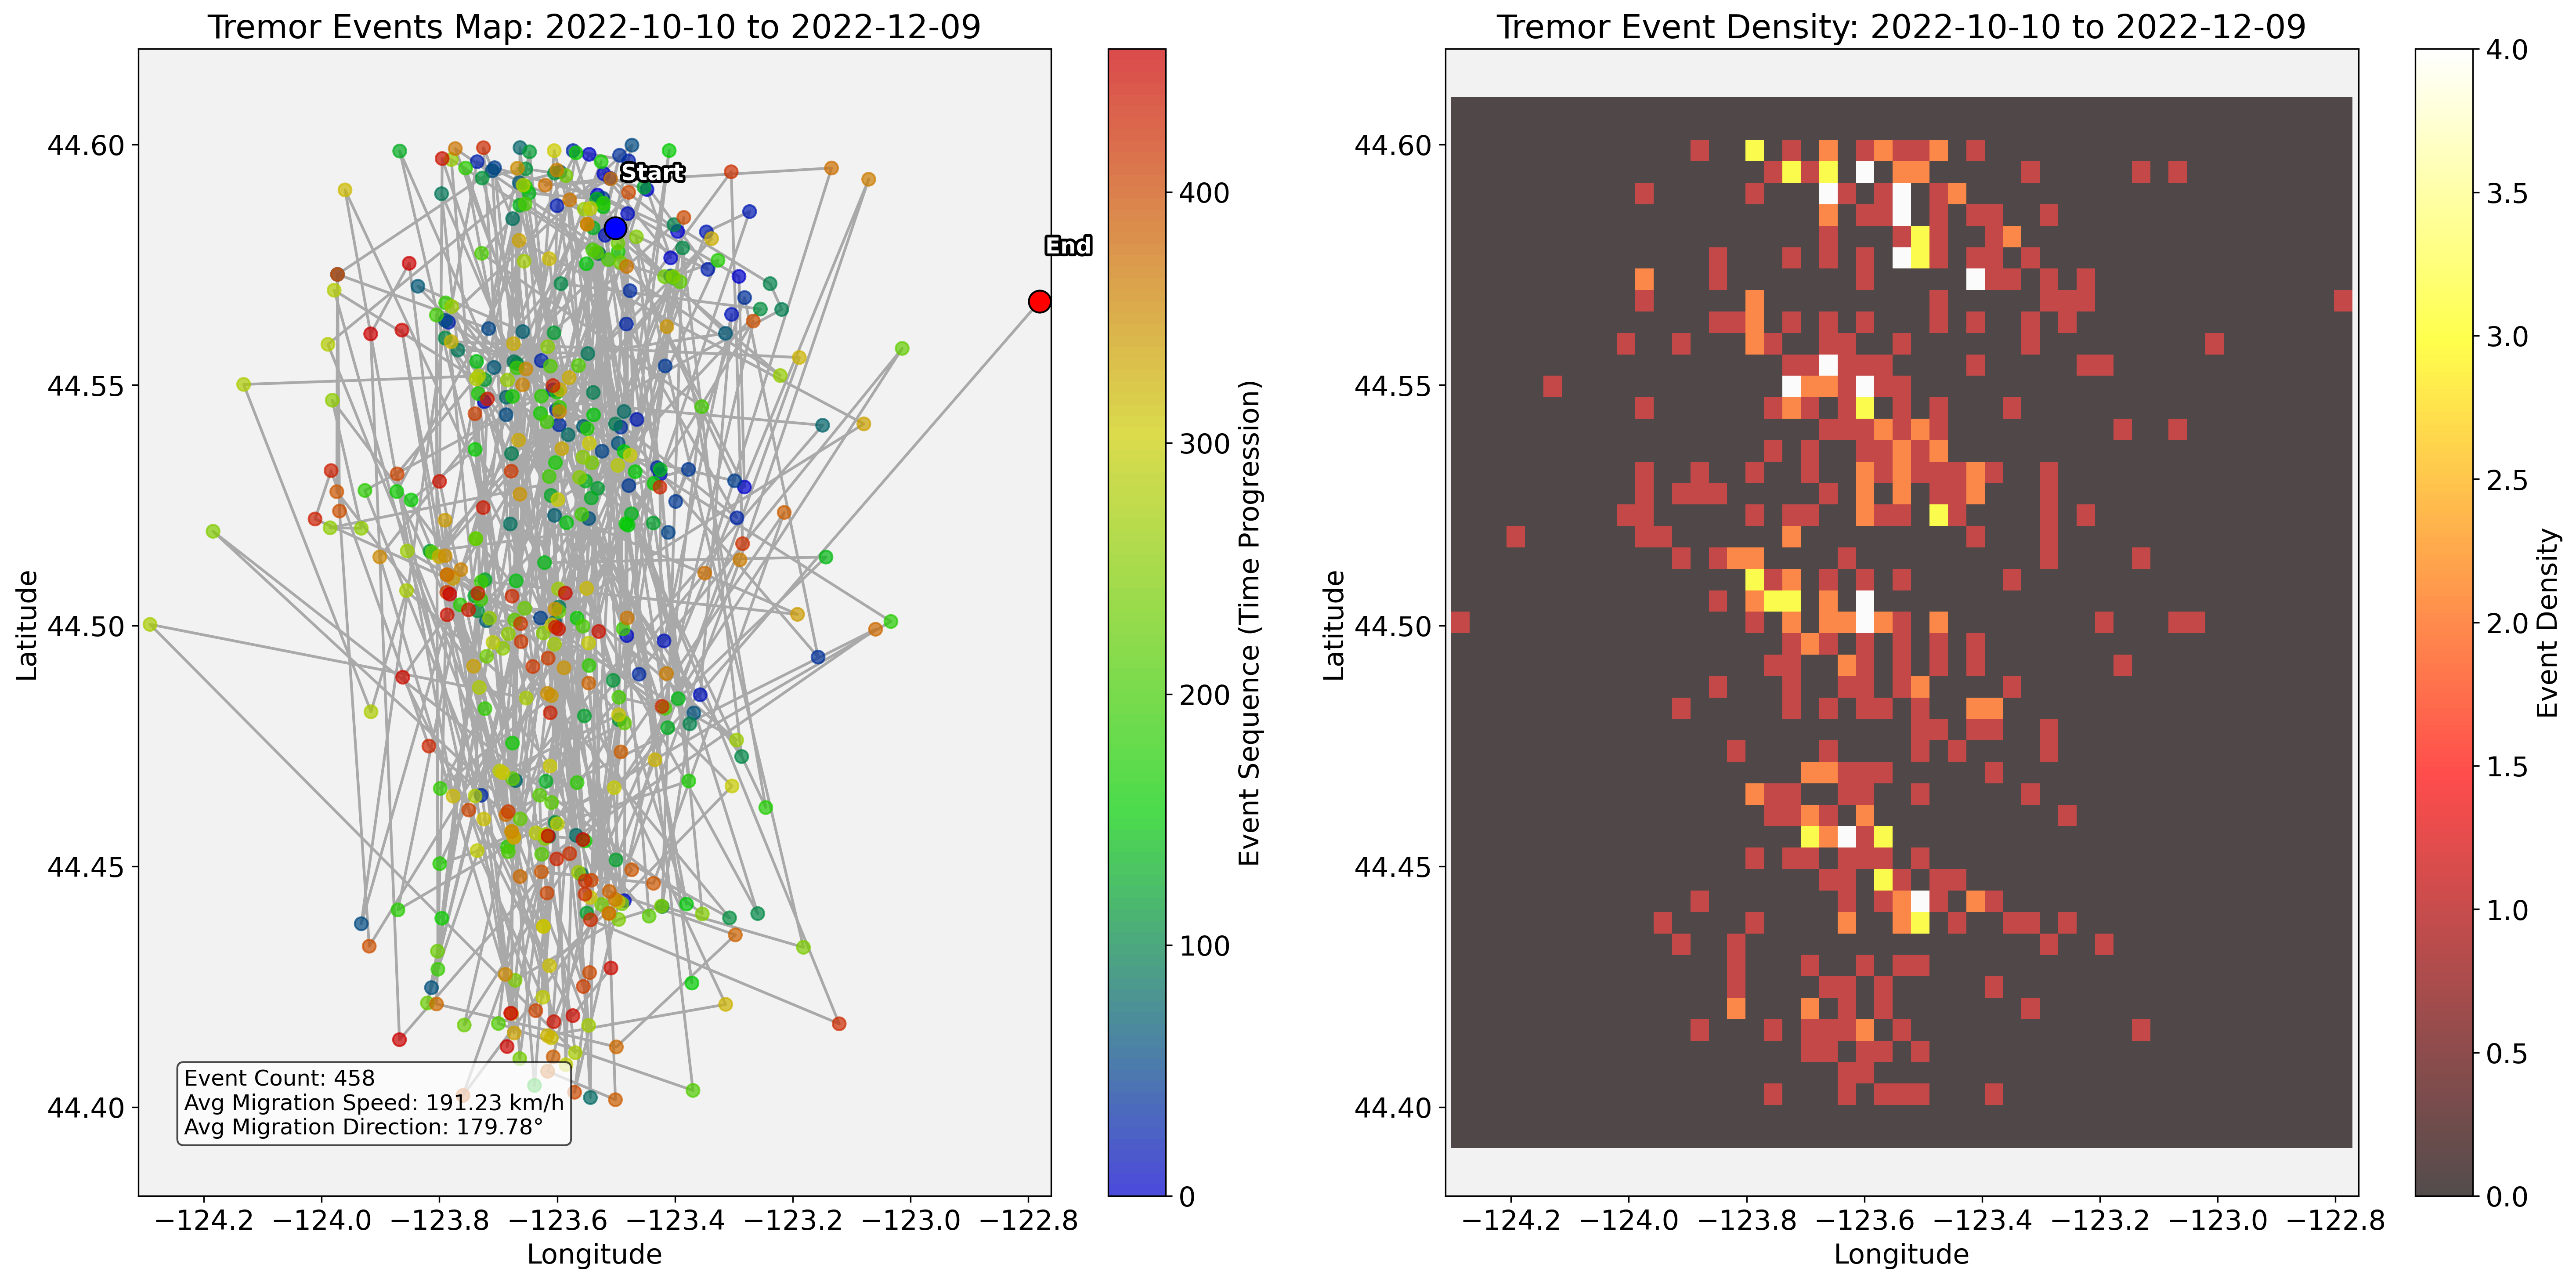 Tremor Events Map: 2022-10-10 to 2022-12-09
44.60
44.55
44.50
44.45
44.40
Latitude
−124.2 −124.0 −123.8 −123.6 −123.4 −123.2 −123.0 −122.8
Longitude
Start
End
Event Count: 458
Avg Migration Speed: 191.23 km/h
Avg Migration Direction: 179.78°
400
300
200
100
0
Event Sequence (Time Progression)
Tremor Event Density: 2022-10-10 to 2022-12-09
44.60
44.55
44.50
44.45
44.40
Latitude
−124.2 −124.0 −123.8 −123.6 −123.4 −123.2 −123.0 −122.8
Longitude
4.0
3.5
3.0
2.5
2.0
1.5
1.0
0.5
0.0
Event Density